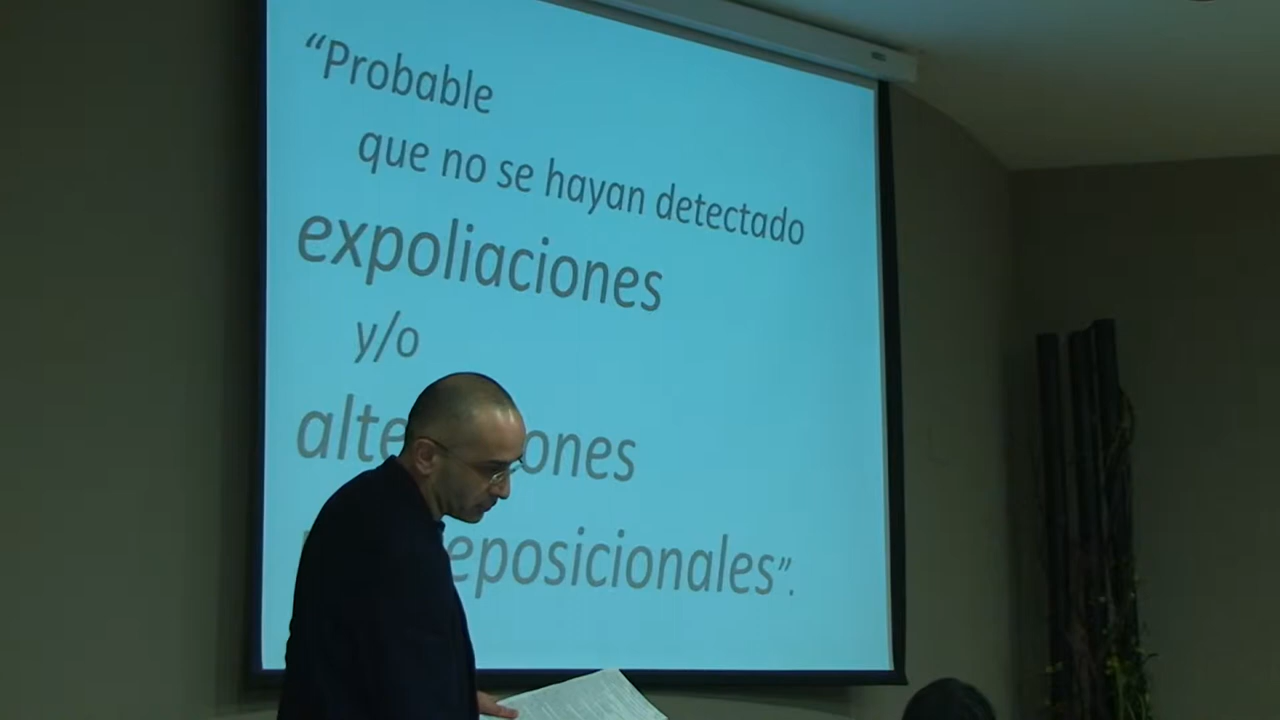 “Probable
que no se hayan detectado
expoliaciones
y/o
alte ones
eposicionales”.